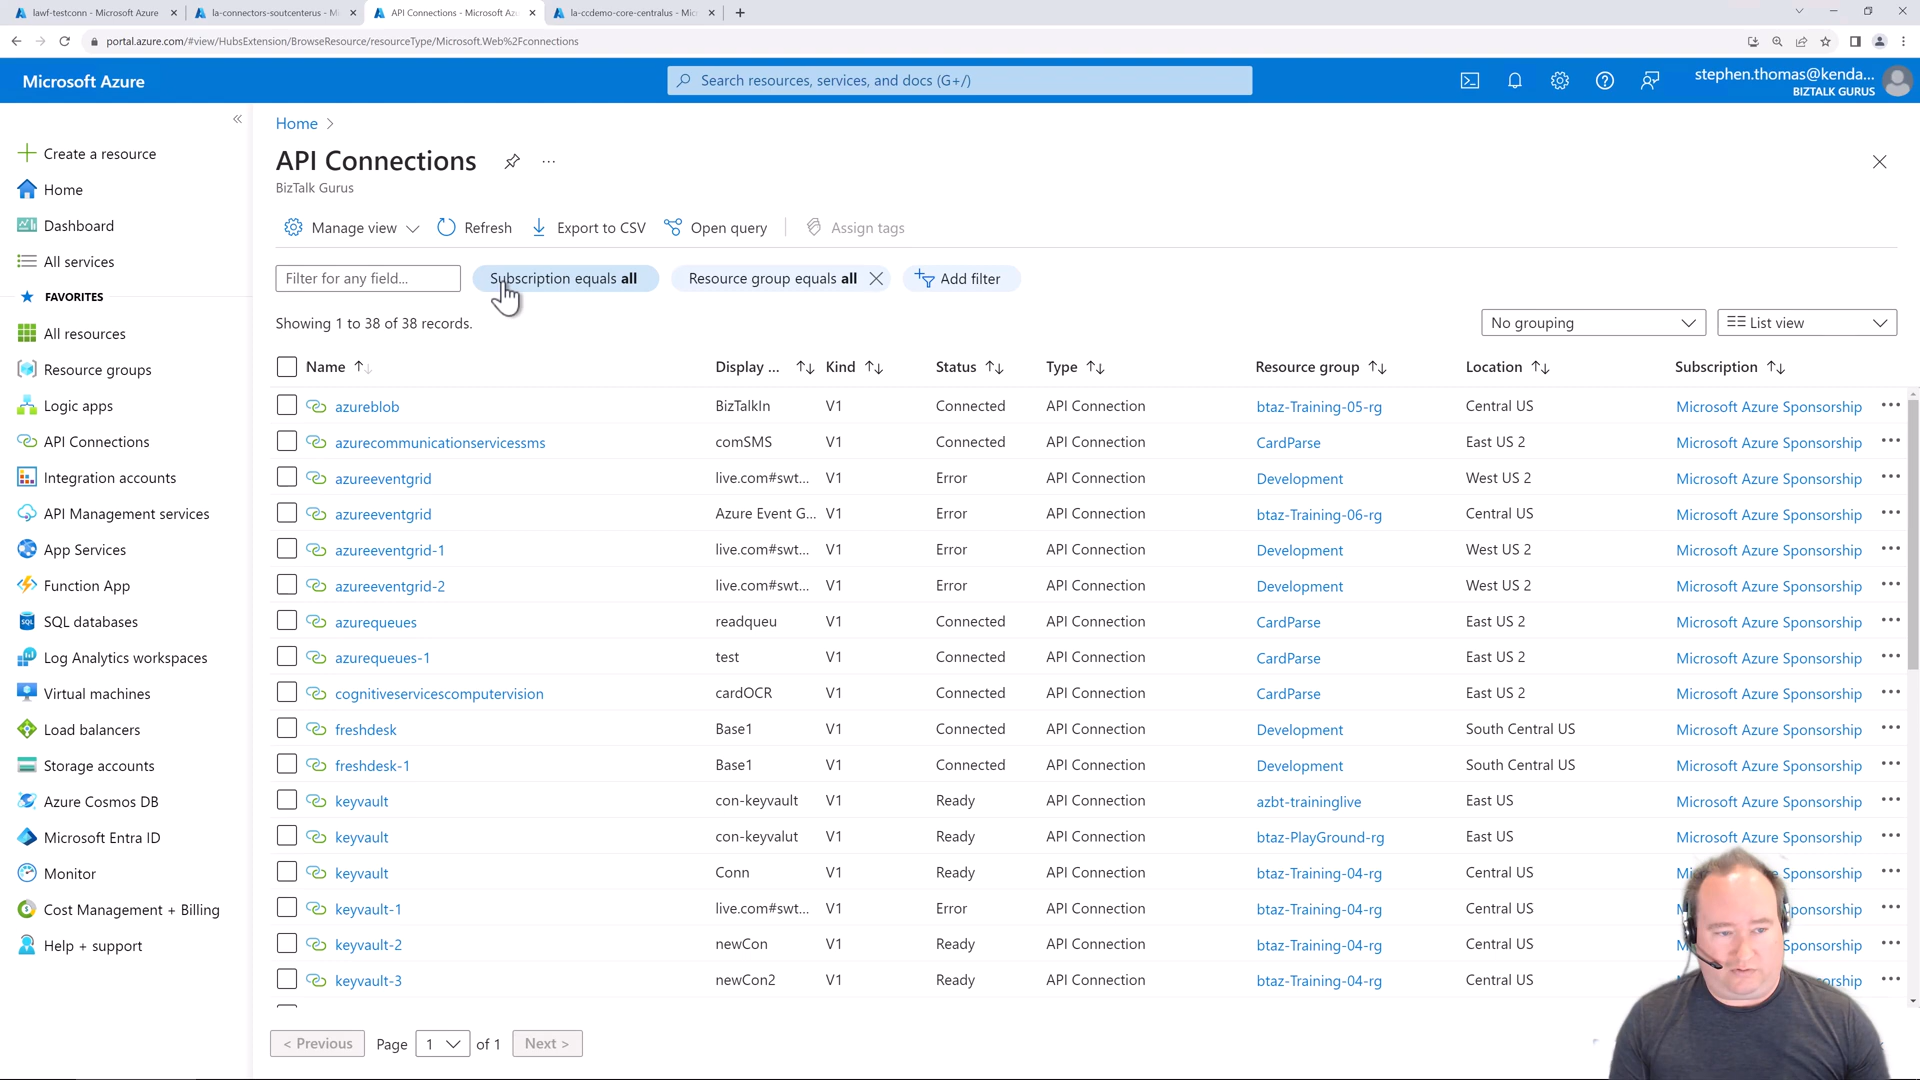 lawf-testconn - Microsoft Azure
la-connectors-soutcenterus - Mi
API Connections - Microsoft Azu
la-ccdemo-core-centralus - Micr
portal.azure.com/#view/HubsExtension/BrowseResource/resourceType/Microsoft.Web%2Fconnections
Microsoft Azure
Search resources, services, and docs (G+/)
stephen.thomas@kenda...
BIZTALK GURUS
Create a resource
Home
Dashboard
All services
FAVORITES
All resources
Resource groups
Logic apps
API Connections
Integration accounts
API Management services
App Services
Function App
SQL databases
Log Analytics workspaces
Virtual machines
Load balancers
Storage accounts
Azure Cosmos DB
Microsoft Entra ID
Monitor
Cost Management + Billing
Help + support
Home >
API Connections
BizTalk Gurus
Manage view Refresh Export to CSV Open query Assign tags
Filter for any field... Subscription equals all Resource group equals all Add filter
Showing 1 to 38 of 38 records.
No grouping List view
Name Display ... Kind Status Type Resource group Location Subscription
azureblob BizTalkIn V1 Connected API Connection btaz-Training-05-rg Central US Microsoft Azure Sponsorship
azurecommunicationservicessms comSMS V1 Connected API Connection CardParse East US 2 Microsoft Azure Sponsorship
azureeventgrid live.com#swt... V1 Error API Connection Development West US 2 Microsoft Azure Sponsorship
azureeventgrid Azure Event G... V1 Error API Connection btaz-Training-06-rg Central US Microsoft Azure Sponsorship
azureeventgrid-1 live.com#swt... V1 Error API Connection Development West US 2 Microsoft Azure Sponsorship
azureeventgrid-2 live.com#swt... V1 Error API Connection Development West US 2 Microsoft Azure Sponsorship
azurequeues readqueu V1 Connected API Connection CardParse East US 2 Microsoft Azure Sponsorship
azurequeues-1 test V1 Connected API Connection CardParse East US 2 Microsoft Azure Sponsorship
cognitiveservicescomputervision cardOCR V1 Connected API Connection CardParse East US 2 Microsoft Azure Sponsorship
freshdesk Base1 V1 Connected API Connection Development South Central US Microsoft Azure Sponsorship
freshdesk-1 Base1 V1 Connected API Connection Development South Central US Microsoft Azure Sponsorship
keyvault con-keyvault V1 Ready API Connection azbt-traininglive East US Microsoft Azure Sponsorship
keyvault con-keyvalut V1 Ready API Connection btaz-PlayGround-rg East US Microsoft Azure Sponsorship
keyvault Conn V1 Ready API Connection btaz-Training-04-rg Central US Sponsorship
keyvault-1 live.com#swt... V1 Error API Connection btaz-Training-04-rg Central US ponsorship
keyvault-2 newCon V1 Ready API Connection btaz-Training-04-rg Central US Sponsorship
keyvault-3 newCon2 V1 Ready API Connection btaz-Training-04-rg Central US
< Previous Page 1 of 1 Next >